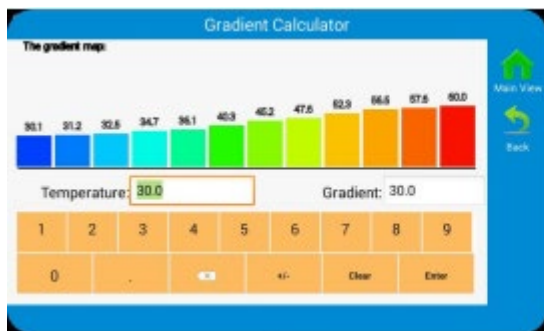 Gradient Calculator
The gradient map:
30.1 31.2 32.5 34.7 36.1 40.3 45.2 47.6 52.3 56.5 57.5 60.0
Main View
Back
Temperature: 30.0 Gradient: 30.0
1 2 3 4 5 6 7 8 9
0 . +/- Clear Enter